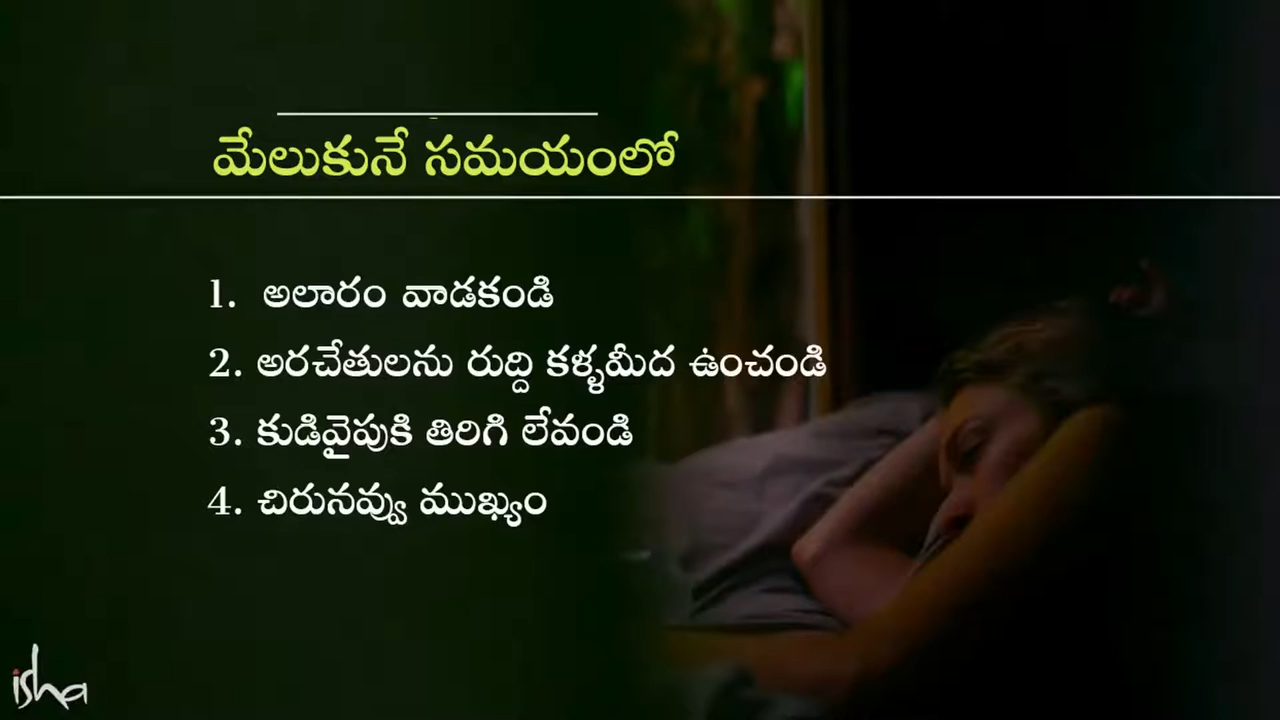 మేలుకునే సమయంలో
1. అలారం వాడకండి
2. అరచేతులను రుద్ది కళ్ళమీద ఉంచండి
3. కుడివైపుకి తిరిగి లేవండి
4. చిరునవ్వు ముఖ్యం
isha